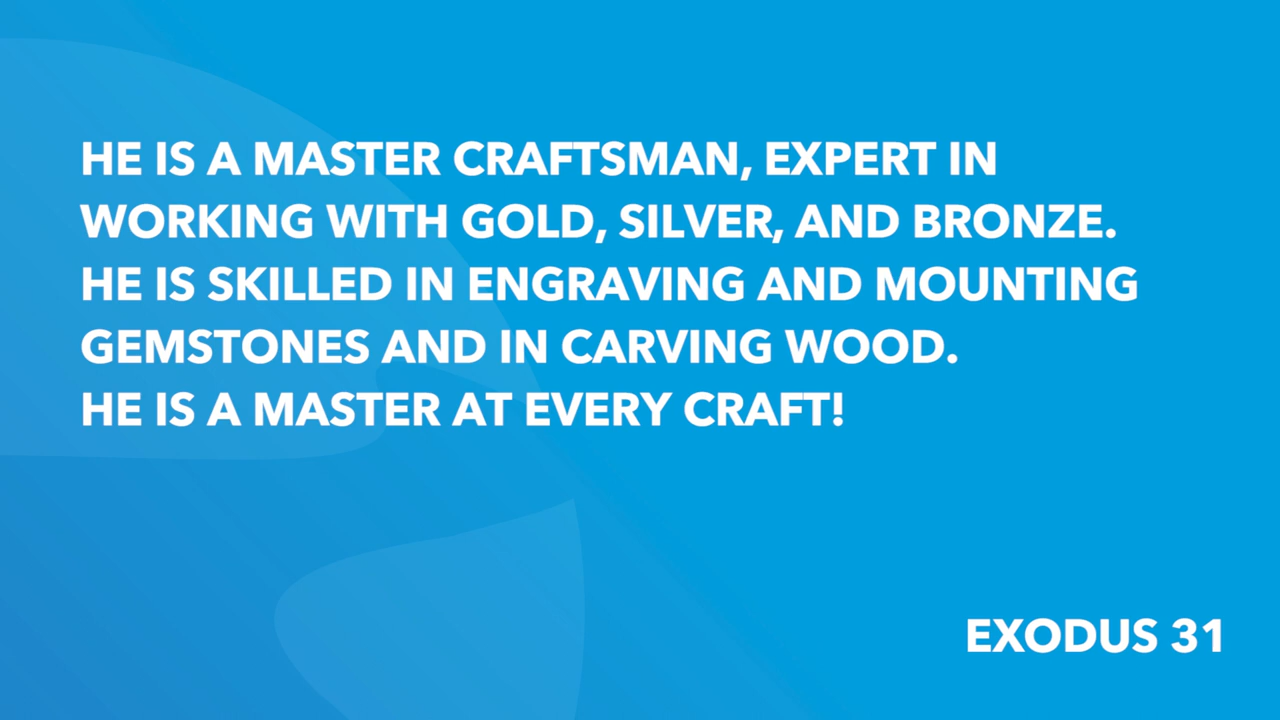 HE IS A MASTER CRAFTSMAN, EXPERT IN
WORKING WITH GOLD, SILVER, AND BRONZE.
HE IS SKILLED IN ENGRAVING AND MOUNTING
GEMSTONES AND IN CARVING WOOD.
HE IS A MASTER AT EVERY CRAFT!
EXODUS 31